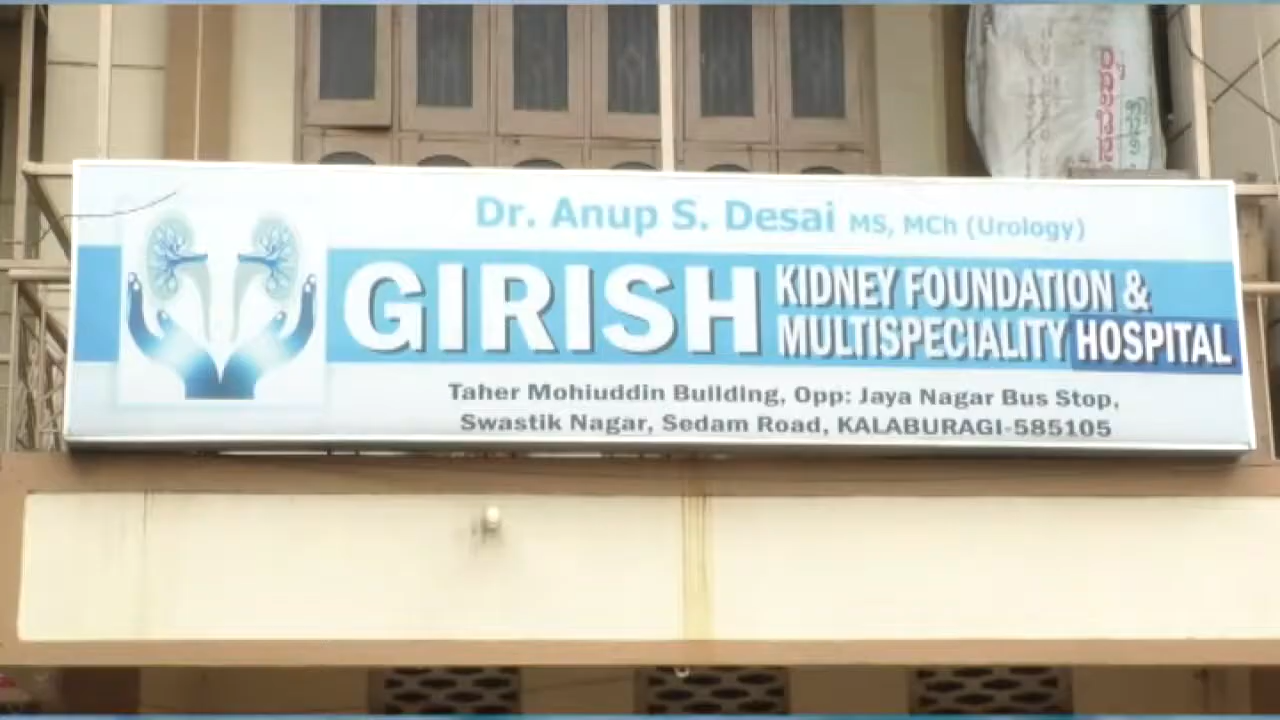 Dr. Anup S. Desai MS, MCh (Urology)
GIRISH KIDNEY FOUNDATION &
MULTISPECIALITY HOSPITAL
Taher Mohiuddin Building, Opp: Jaya Nagar Bus Stop,
Swastik Nagar, Sedam Road, KALABURAGI-585105